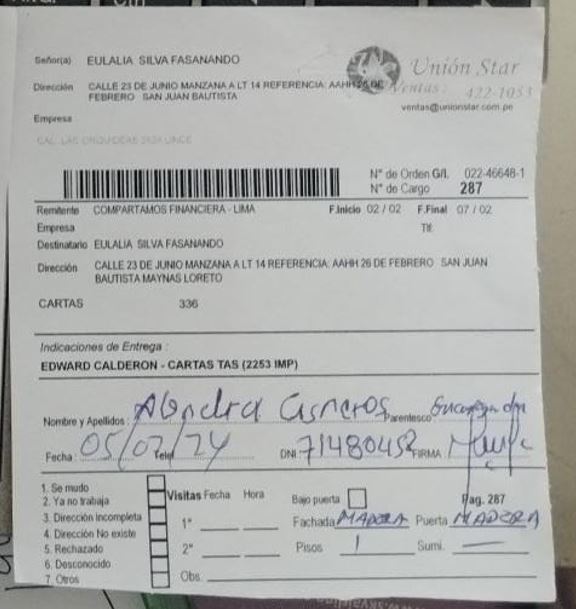 Señor(a) EULALIA SILVA FASANANDO
Unión Star
Dirección CALLE 23 DE JUNIO MANZANA A LT 14 REFERENCIA: AAHH 26 DE
FEBRERO SAN JUAN BAUTISTA
Ventas: 422-1033
ventas@unionstar.com.pe
Empresa
N° de Orden G/I. 022-46648-1
N° de Cargo 287
Remitente COMPARTAMOS FINANCIERA - LIMA F.Inicio 02 / 02 F.Final 07 / 02
Empresa Tlf.
Destinatario EULALIA SILVA FASANANDO
Dirección CALLE 23 DE JUNIO MANZANA A LT 14 REFERENCIA: AAHH 26 DE FEBRERO SAN JUAN
BAUTISTA MAYNAS LORETO
CARTAS 336
Indicaciones de Entrega :
EDWARD CALDERON - CARTAS TAS (2253 IMP)
Nombre y Apellidos : Cisneros Parentesco
Fecha : 05/02/24 DNI 71480458 FIRMA
1. Se mudo
2. Ya no trabaja
3. Dirección Incompleta
4. Dirección No existe
5. Rechazado
6. Desconocido
7. Otros
Visitas Fecha Hora
1°
2°
Obs.
Bajo puerta Pag. 287
Fachada MADERA Puerta MADERA
Pisos 1 Sumi. —